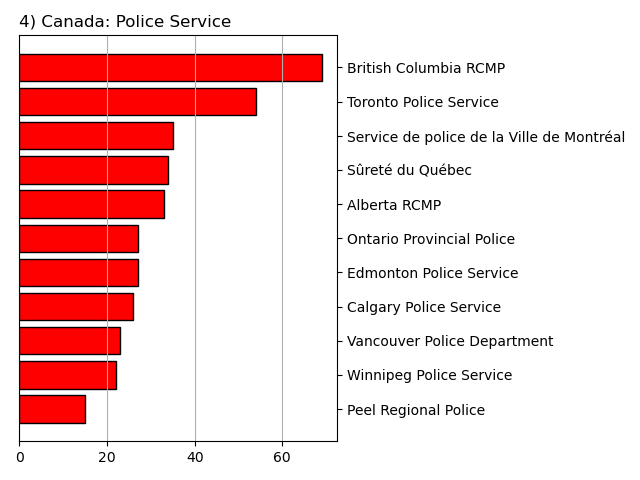 4) Canada: Police Service
British Columbia RCMP
Toronto Police Service
Service de police de la Ville de Montréal
Sûreté du Québec
Alberta RCMP
Ontario Provincial Police
Edmonton Police Service
Calgary Police Service
Vancouver Police Department
Winnipeg Police Service
Peel Regional Police
0 20 40 60